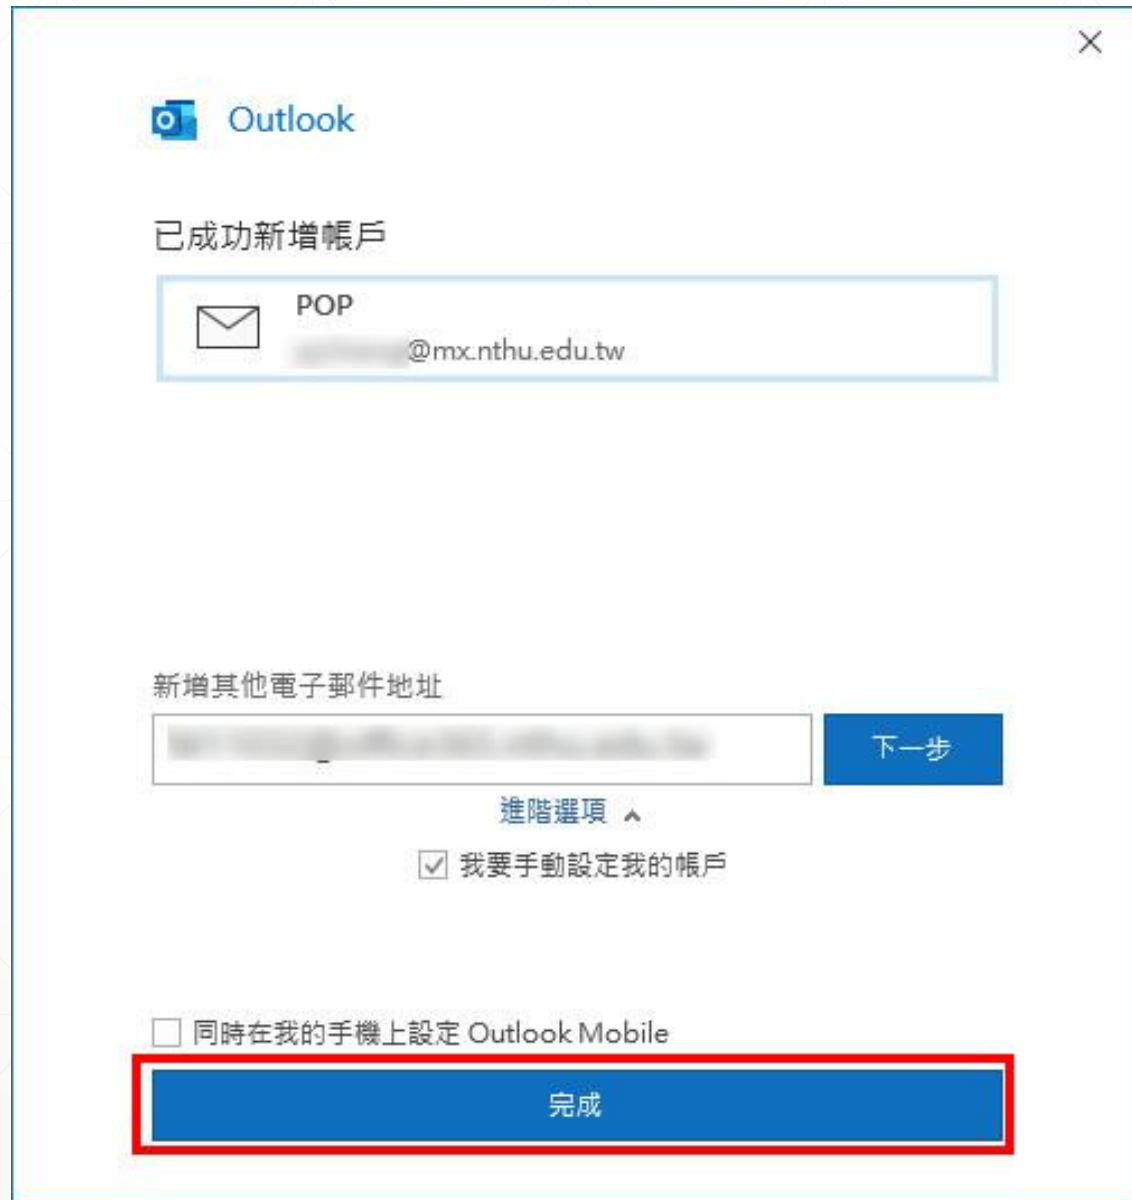 Outlook
已成功新增帳戶
POP
@mx.nthu.edu.tw
新增其他電子郵件地址
下一步
進階選項
我要手動設定我的帳戶
同時在我的手機上設定 Outlook Mobile
完成